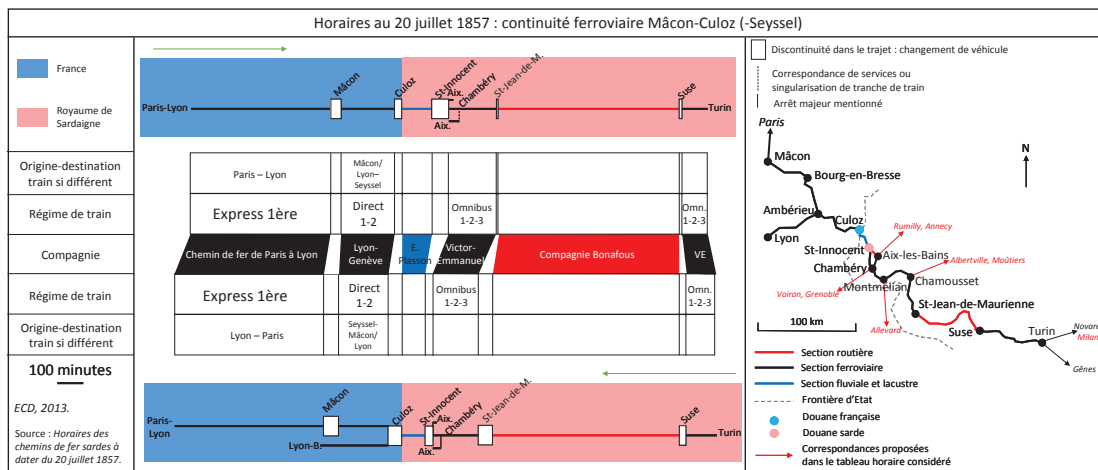 Horaires au 20 juillet 1857 : continuité ferroviaire Mâcon-Culoz (-Seyssel)
France
Royaume de
Sardaigne
Paris-Lyon
Mâcon
Culoz
St-Innocent
Aix.
Aix.
Chambéry
St-Jean-de-M.
Suse
Turin
Origine-destination
train si différent
Paris – Lyon
Mâcon/
Lyon–
Seyssel
Régime de train
Express 1ère
Direct
1-2
Omnibus
1-2-3
Omn.
1-2-3
Compagnie
Chemin de fer de Paris à Lyon
Lyon-
Genève
E.
Plasson
Victor-
Emmanuel
Compagnie Bonafous
VE
Régime de train
Express 1ère
Direct
1-2
Omnibus
1-2-3
Omn.
1-2-3
Origine-destination
train si différent
Lyon – Paris
Seyssel-
Mâcon/
Lyon
100 minutes
ECD, 2013.
Source : Horaires des
chemins de fer sardes à
dater du 20 juillet 1857.
Paris-
Lyon
Mâcon
Lyon-B.
Culoz
St-Innocent
Aix.
Aix.
Chambéry
St-Jean-de-M.
Suse
Turin
Discontinuité dans le trajet : changement de véhicule
Correspondance de services ou
singularisation de tranche de train
Arrêt majeur mentionné
Paris
N
Mâcon
Bourg-en-Bresse
Ambérieu
Culoz
Rumilly, Annecy
Lyon
St-Innocent
Aix-les-Bains
Albertville, Moûtiers
Chambéry
Chamousset
Montmélian
Voiron, Grenoble
St-Jean-de-Maurienne
100 km
Allevard
Suse
Turin
Novare
Milan
Gênes
Section routière
Section ferroviaire
Section fluviale et lacustre
Frontière d'Etat
Douane française
Douane sarde
Correspondances proposées
dans le tableau horaire considéré